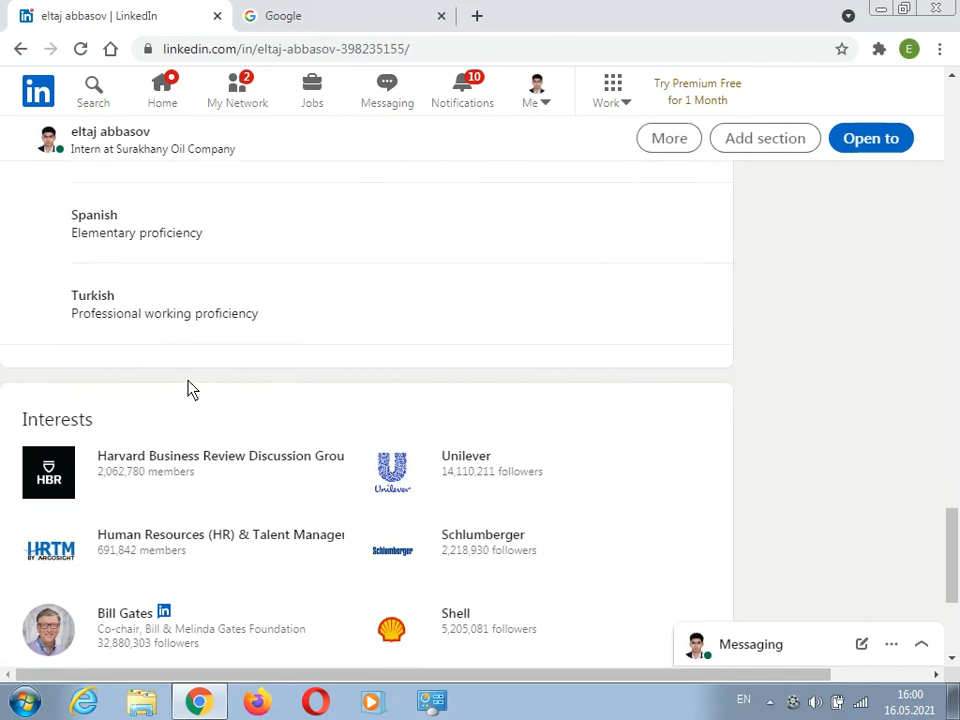 eltaj abbasov | LinkedIn
Google
linkedin.com/in/eltaj-abbasov-398235155/
E
in
Search
Home
2
My Network
Jobs
Messaging
10
Notifications
Me
Work
Try Premium Free
for 1 Month
eltaj abbasov
Intern at Surakhany Oil Company
More
Add section
Open to
Spanish
Elementary proficiency
Turkish
Professional working proficiency
Interests
HBR
Harvard Business Review Discussion Grou
2,062,780 members
Unilever
Unilever
14,110,211 followers
HRTM
BY ARGOSIGHT
Human Resources (HR) & Talent Manager
691,842 members
Schlumberger
Schlumberger
2,218,930 followers
Bill Gates in
Co-chair, Bill & Melinda Gates Foundation
32,880,303 followers
Shell
5,205,081 followers
Messaging
EN
16:00
16.05.2021